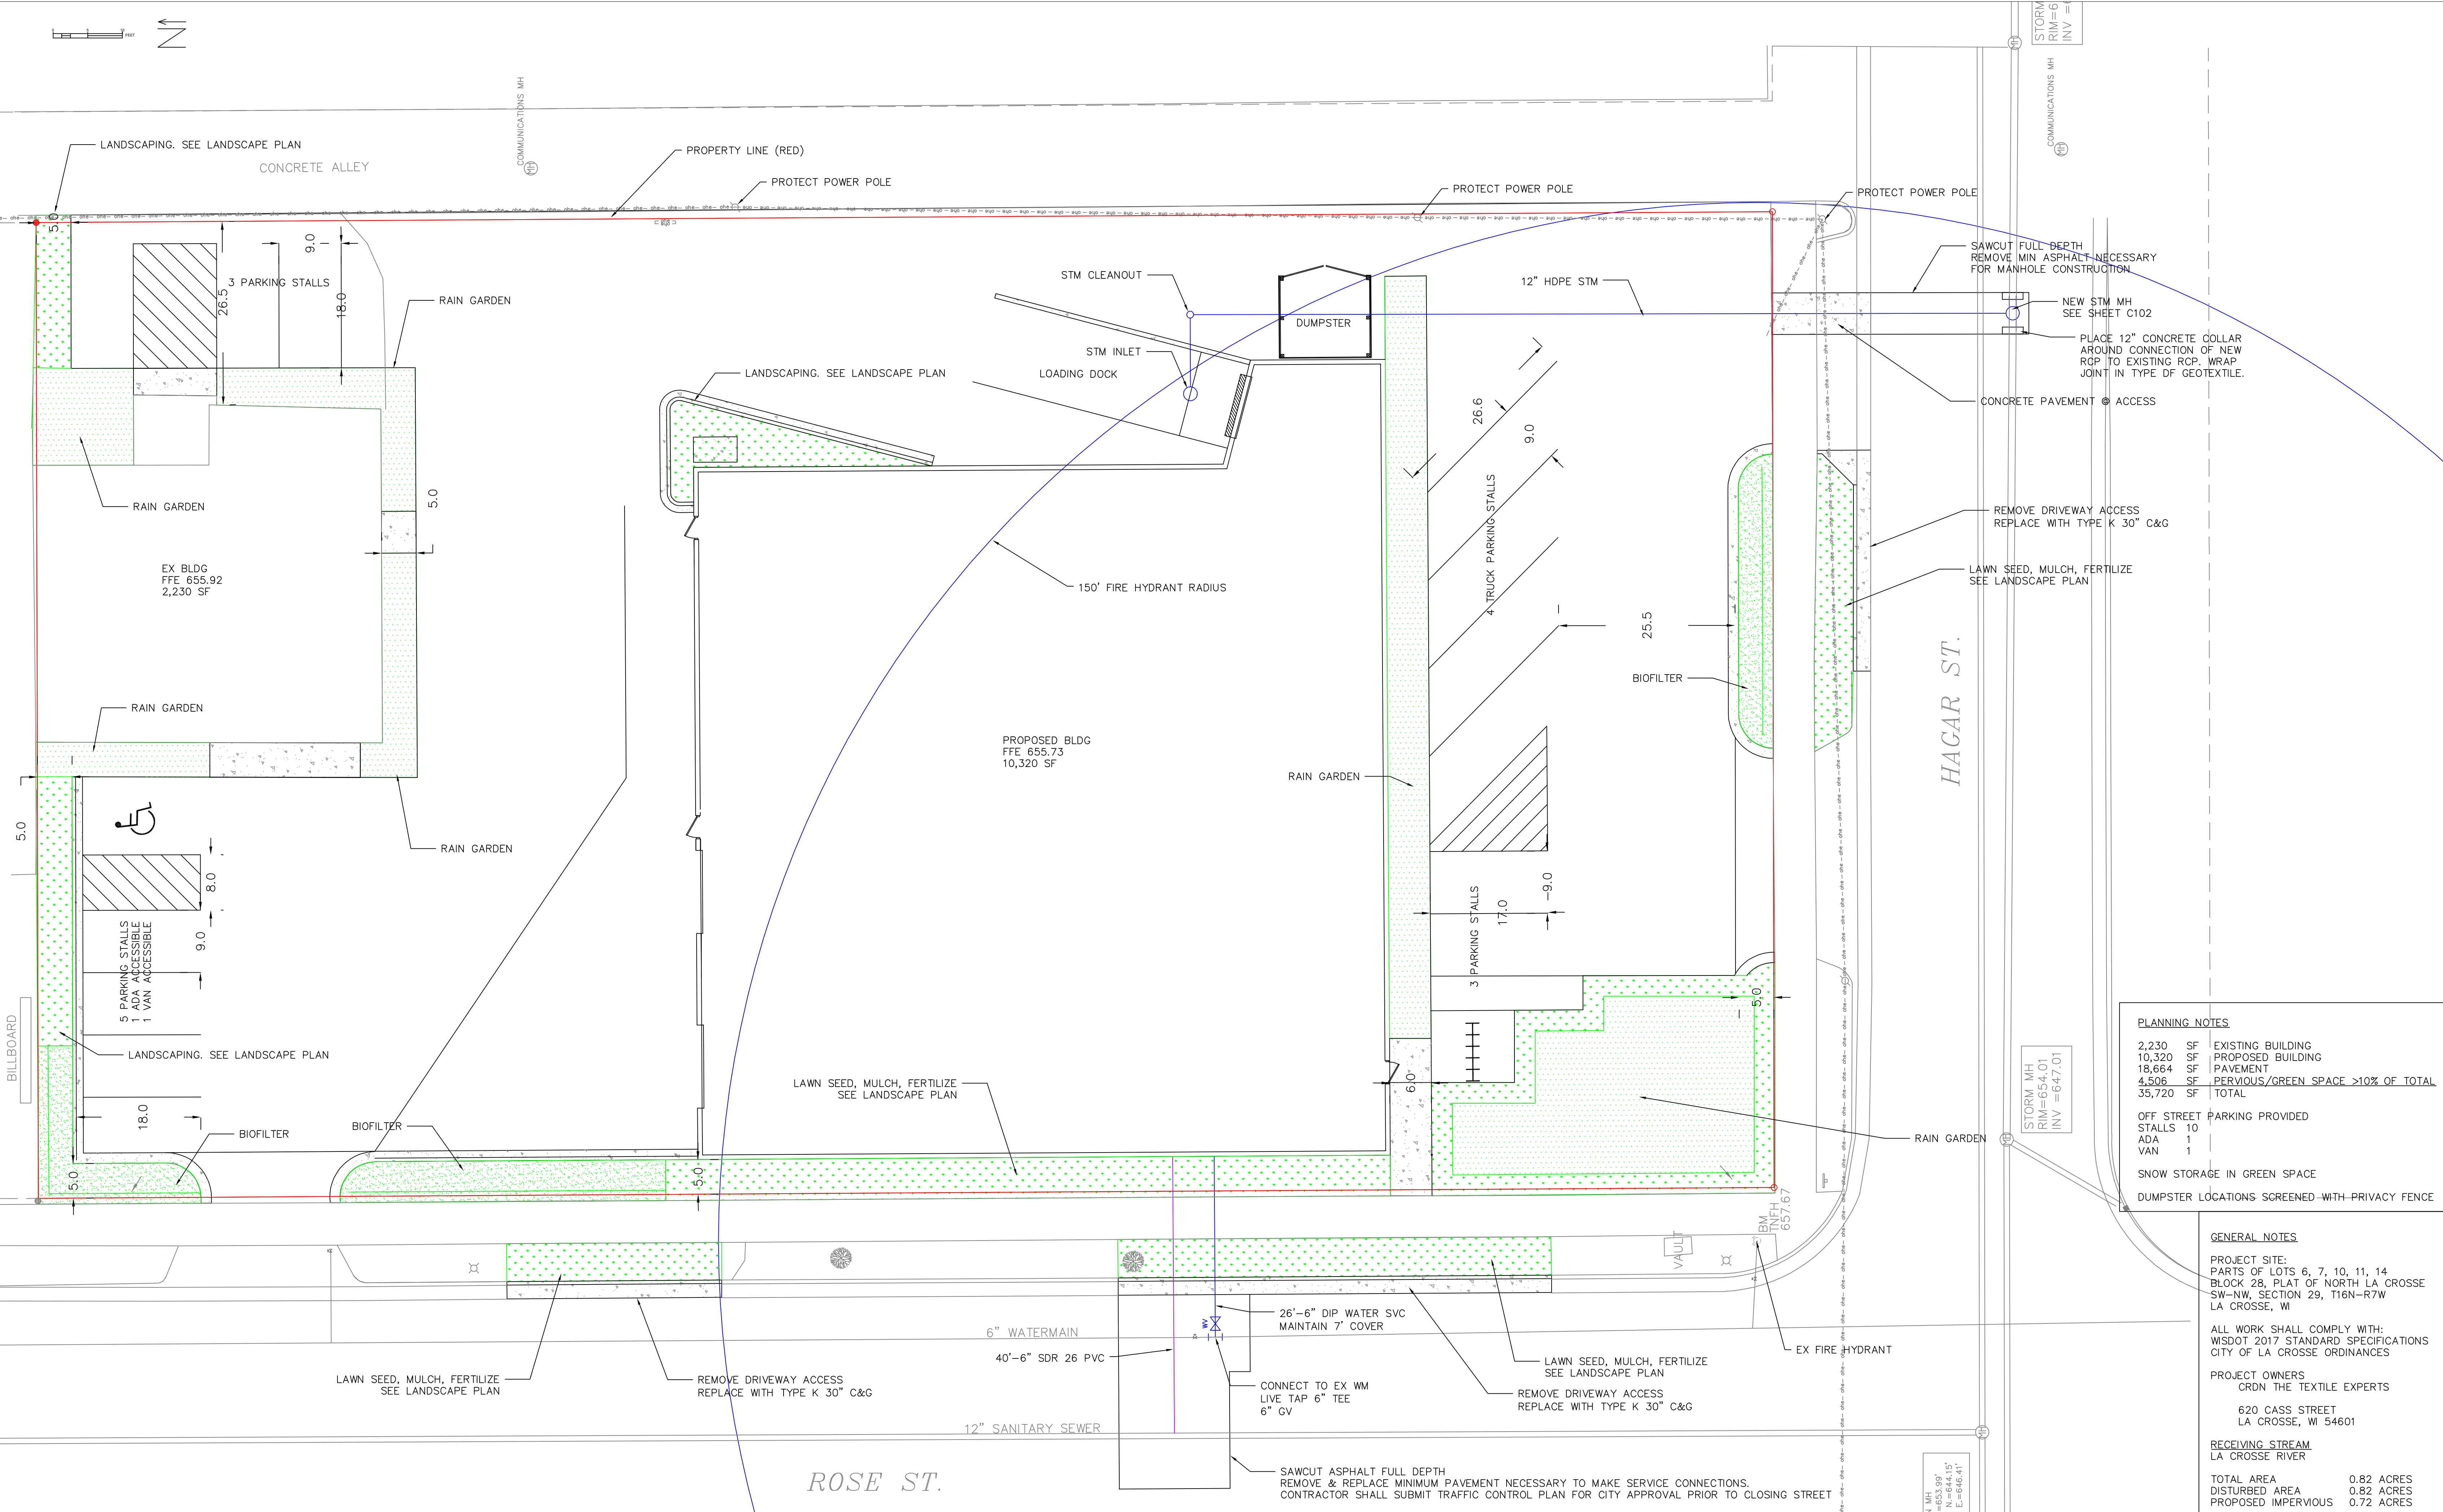 FEET
N
COMMUNICATIONS MH
MH
LANDSCAPING. SEE LANDSCAPE PLAN
CONCRETE ALLEY
PROPERTY LINE (RED)
PROTECT POWER POLE
PROTECT POWER POLE
PROTECT POWER POLE
STORM
COMMUNICATIONS MH
MH
MH
5.0
9.0
3 PARKING STALLS
26.5
18.0
RAIN GARDEN
STM CLEANOUT
DUMPSTER
12" HDPE STM
SAWCUT FULL DEPTH
REMOVE MIN ASPHALT NECESSARY
FOR MANHOLE CONSTRUCTION
NEW STM MH
SEE SHEET C102
PLACE 12" CONCRETE COLLAR
AROUND CONNECTION OF NEW
RCP TO EXISTING RCP. WRAP
JOINT IN TYPE DF GEOTEXTILE.
CONCRETE PAVEMENT @ ACCESS
STM INLET
LOADING DOCK
LANDSCAPING. SEE LANDSCAPE PLAN
26.6
9.0
RAIN GARDEN
5.0
4 TRUCK PARKING STALLS
REMOVE DRIVEWAY ACCESS
REPLACE WITH TYPE K 30" C&G
EX BLDG
FFE 655.92
2,230 SF
150' FIRE HYDRANT RADIUS
LAWN SEED, MULCH, FERTILIZE
SEE LANDSCAPE PLAN
25.5
BIOFILTER
HAGAR ST.
RAIN GARDEN
PROPOSED BLDG
FFE 655.73
10,320 SF
RAIN GARDEN
5.0
RAIN GARDEN
8.0
9.0
5 PARKING STALLS
1 ADA ACCESSIBLE
1 VAN ACCESSIBLE
9.0
17.0
3 PARKING STALLS
5.0
BILLBOARD
LANDSCAPING. SEE LANDSCAPE PLAN
18.0
BIOFILTER
BIOFILTER
5.0
5.0
LAWN SEED, MULCH, FERTILIZE
SEE LANDSCAPE PLAN
6.0
RAIN GARDEN
STORM MH
RIM=654.01
INV =647.01
MH
PLANNING NOTES
2,230 SF EXISTING BUILDING
10,320 SF PROPOSED BUILDING
18,664 SF PAVEMENT
4,506 SF PERVIOUS/GREEN SPACE >10% OF TOTAL
35,720 SF TOTAL
OFF STREET PARKING PROVIDED
STALLS 10
ADA 1
VAN 1
SNOW STORAGE IN GREEN SPACE
DUMPSTER LOCATIONS SCREENED WITH PRIVACY FENCE
BM
TNFH
657.67
VAULT
GENERAL NOTES
PROJECT SITE:
PARTS OF LOTS 6, 7, 10, 11, 14
BLOCK 28, PLAT OF NORTH LA CROSSE
SW-NW, SECTION 29, T16N-R7W
LA CROSSE, WI
ALL WORK SHALL COMPLY WITH:
WISDOT 2017 STANDARD SPECIFICATIONS
CITY OF LA CROSSE ORDINANCES
PROJECT OWNERS
CRDN THE TEXTILE EXPERTS
620 CASS STREET
LA CROSSE, WI 54601
RECEIVING STREAM
LA CROSSE RIVER
TOTAL AREA 0.82 ACRES
DISTURBED AREA 0.82 ACRES
PROPOSED IMPERVIOUS 0.72 ACRES
26'-6" DIP WATER SVC
MAINTAIN 7' COVER
WV
6" WATERMAIN
40'-6" SDR 26 PVC
EX FIRE HYDRANT
LAWN SEED, MULCH, FERTILIZE
SEE LANDSCAPE PLAN
REMOVE DRIVEWAY ACCESS
REPLACE WITH TYPE K 30" C&G
CONNECT TO EX WM
LIVE TAP 6" TEE
6" GV
LAWN SEED, MULCH, FERTILIZE
SEE LANDSCAPE PLAN
REMOVE DRIVEWAY ACCESS
REPLACE WITH TYPE K 30" C&G
12" SANITARY SEWER
MH
ROSE ST.
SAWCUT ASPHALT FULL DEPTH
REMOVE & REPLACE MINIMUM PAVEMENT NECESSARY TO MAKE SERVICE CONNECTIONS.
CONTRACTOR SHALL SUBMIT TRAFFIC CONTROL PLAN FOR CITY APPROVAL PRIOR TO CLOSING STREET
MH
=653.99'
N.=644.15'
E.=646.41'